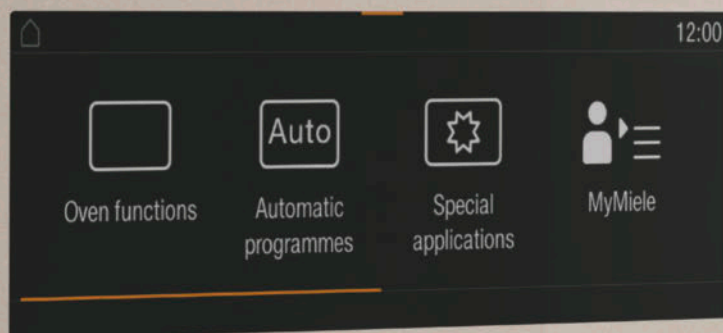 12:00
Auto
Oven functions
Automatic
programmes
Special
applications
MyMiele